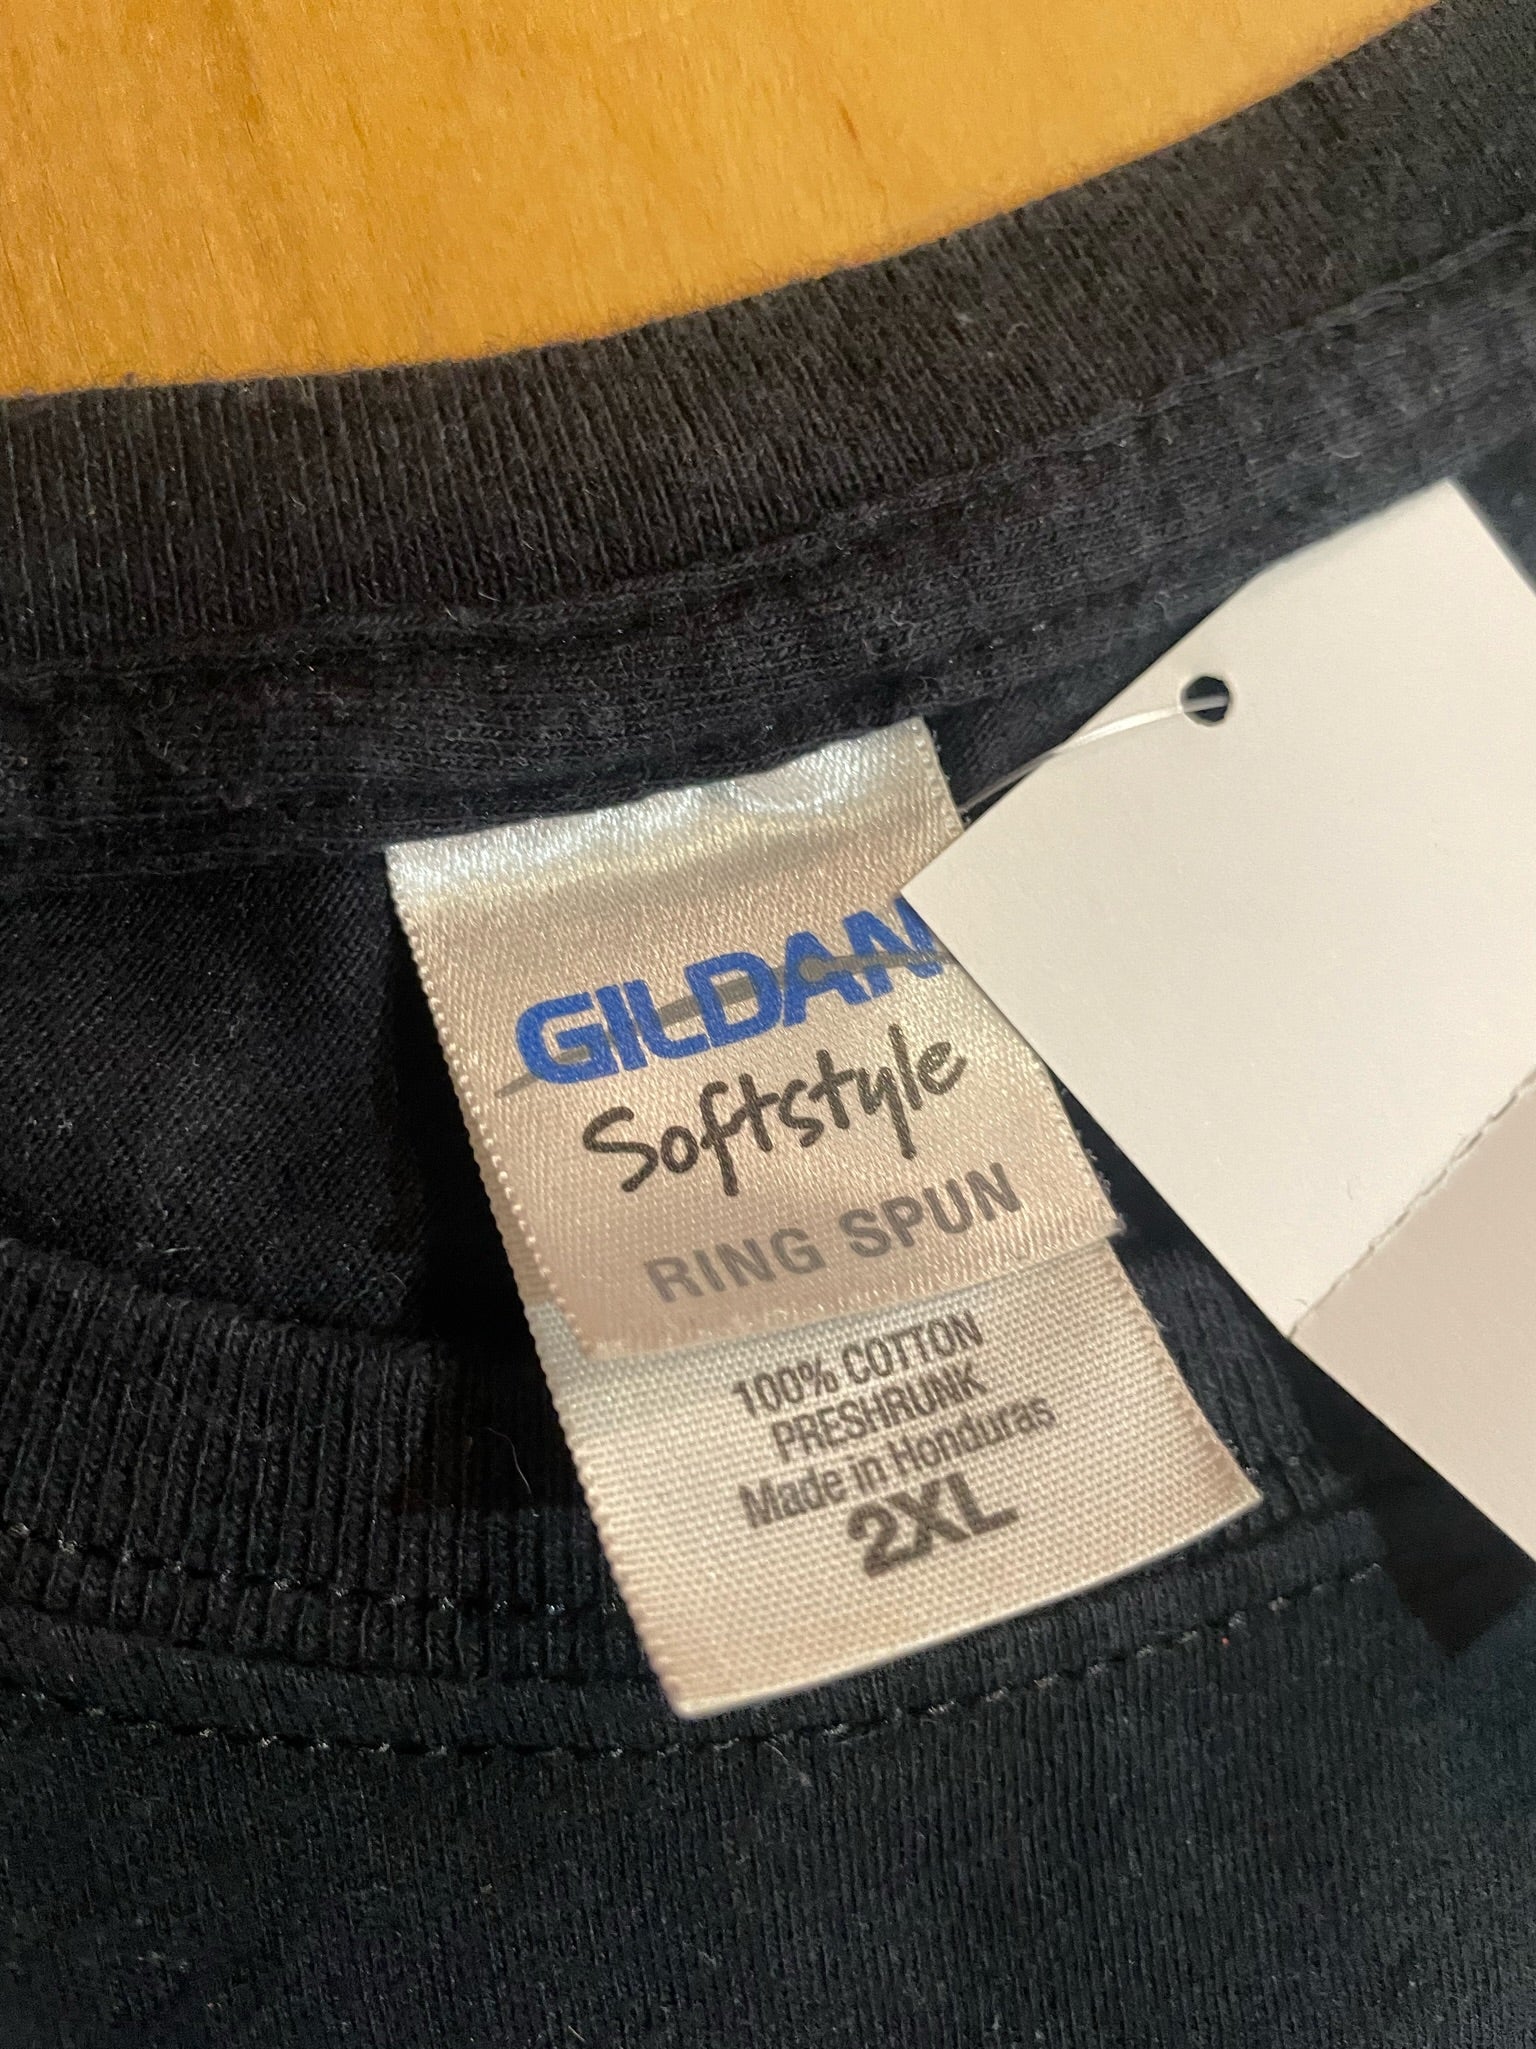 GILDAN
Softstyle
RING SPUN
100% COTTON
PRESHRUNK
Made in Honduras
2XL